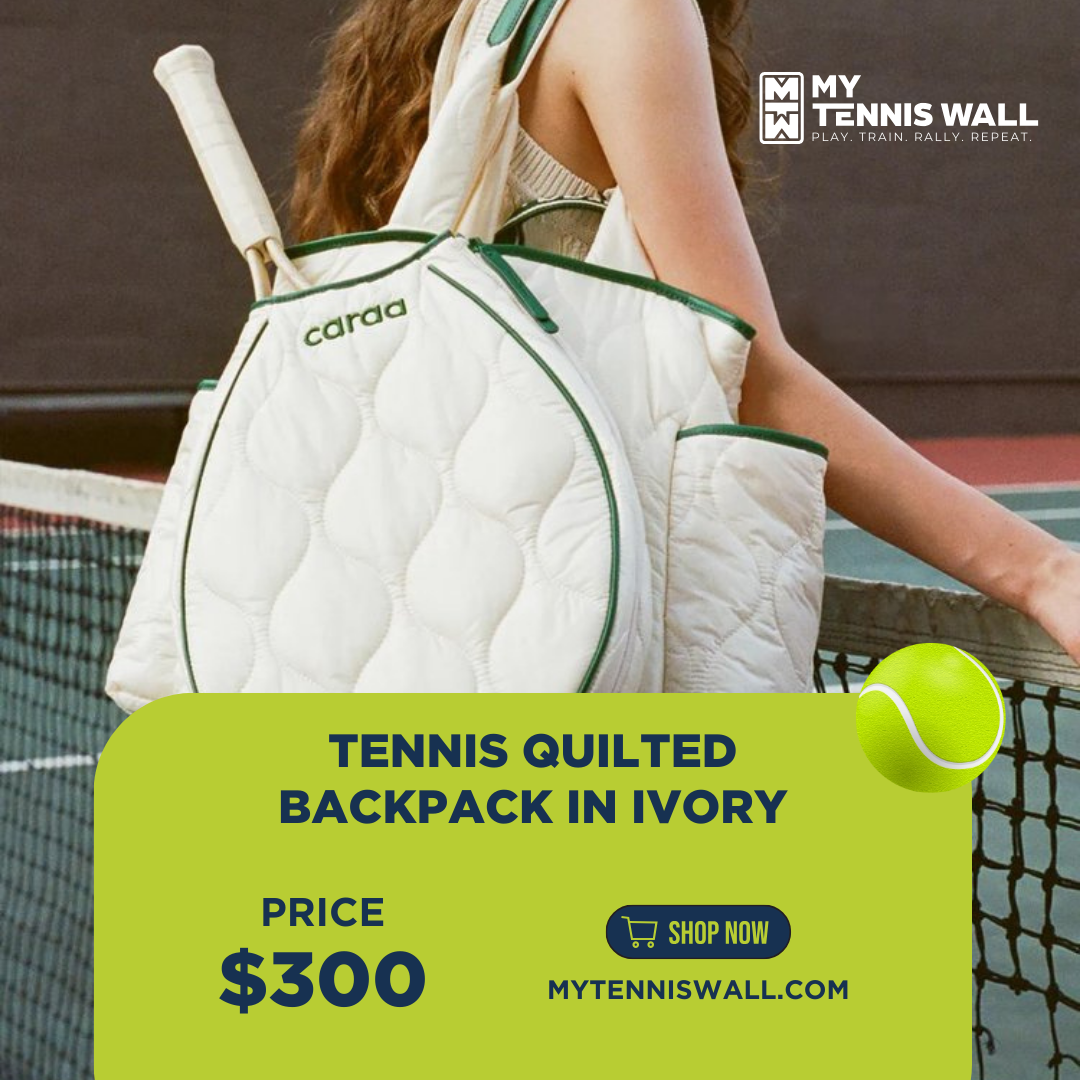 MY
TENNIS WALL
PLAY. TRAIN. RALLY. REPEAT.
caraa
TENNIS QUILTED
BACKPACK IN IVORY
PRICE
$300
SHOP NOW
MYTENNISWALL.COM